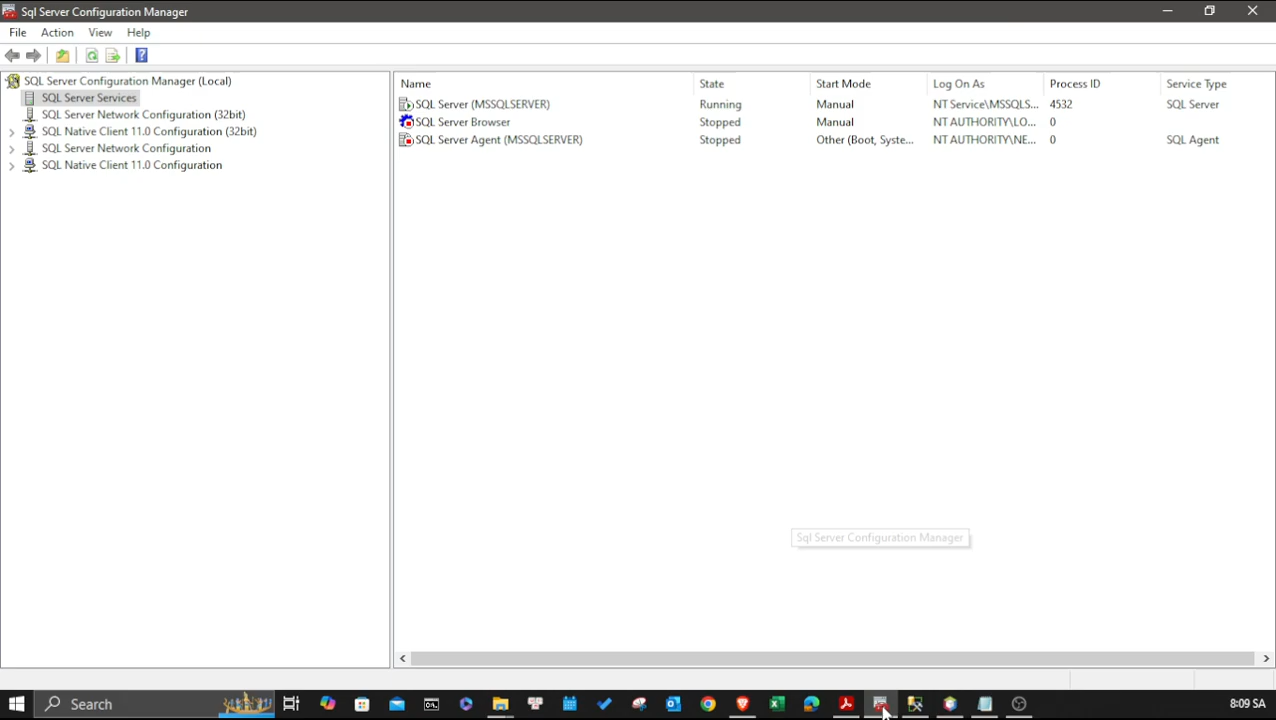 Sql Server Configuration Manager
File Action View Help
SQL Server Configuration Manager (Local)
SQL Server Services
SQL Server Network Configuration (32bit)
SQL Native Client 11.0 Configuration (32bit)
SQL Server Network Configuration
SQL Native Client 11.0 Configuration
Name State Start Mode Log On As Process ID Service Type
SQL Server (MSSQLSERVER) Running Manual NT Service\MSSQLS... 4532 SQL Server
SQL Server Browser Stopped Manual NT AUTHORITY\LO... 0
SQL Server Agent (MSSQLSERVER) Stopped Other (Boot, Syste... NT AUTHORITY\NE... 0 SQL Agent
Sql Server Configuration Manager
Search
8:09 SA